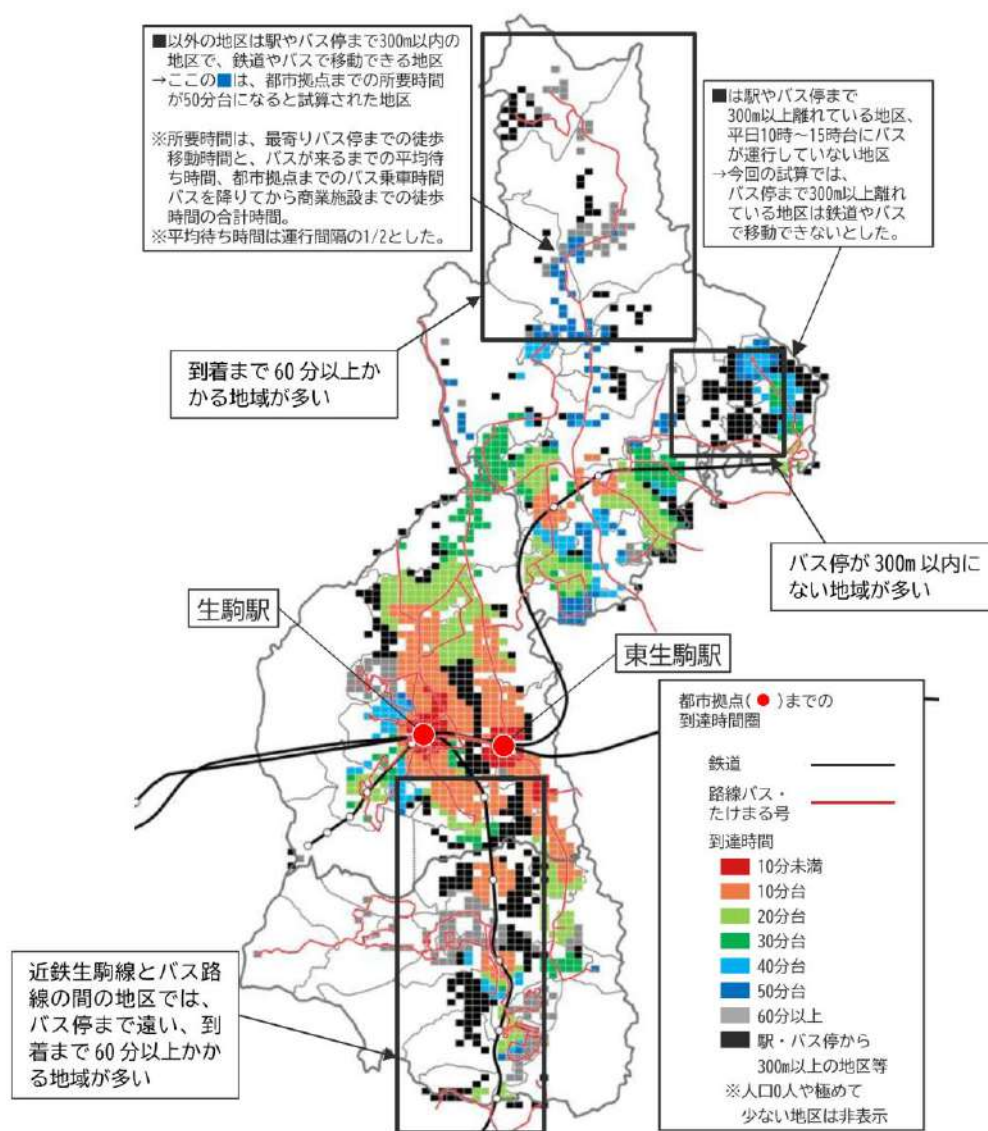 ■以外の地区は駅やバス停まで300m以内の
地区で、鉄道やバスで移動できる地区
→ここの■は、都市拠点までの所要時間
が50分台になると試算された地区
※所要時間は、最寄りバス停までの徒歩
移動時間と、バスが来るまでの平均待
ち時間、都市拠点までのバス乗車時間
バスを降りてから商業施設までの徒歩
時間の合計時間。
※平均待ち時間は運行間隔の1/2とした。
■は駅やバス停まで
300m以上離れている地区、
平日10時～15時台にバス
が運行していない地区
→今回の試算では、
バス停まで300m以上離れ
ている地区は鉄道やバス
で移動できないとした。
到着まで60分以上か
かる地域が多い
バス停が300m以内に
ない地域が多い
生駒駅
東生駒駅
近鉄生駒線とバス路
線の間の地区では、
バス停まで遠い、到
着まで60分以上かか
る地域が多い
都市拠点(●)までの
到達時間圏
鉄道
路線バス・
たけまる号
到達時間
10分未満
10分台
20分台
30分台
40分台
50分台
60分以上
駅・バス停から
300m以上の地区等
※人口0人や極めて
少ない地区は非表示